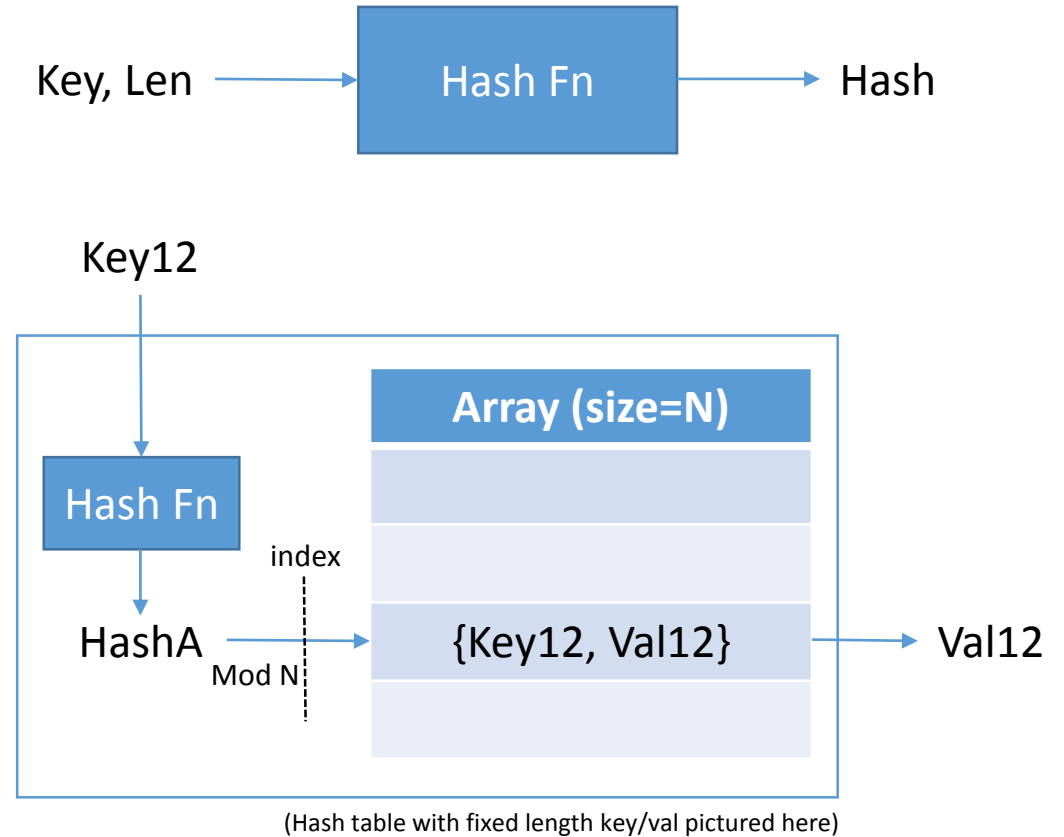 Key, Len
Hash Fn
Hash
Key12
Array (size=N)
Hash Fn
index
HashA
Mod N
{Key12, Val12}
Val12
(Hash table with fixed length key/val pictured here)